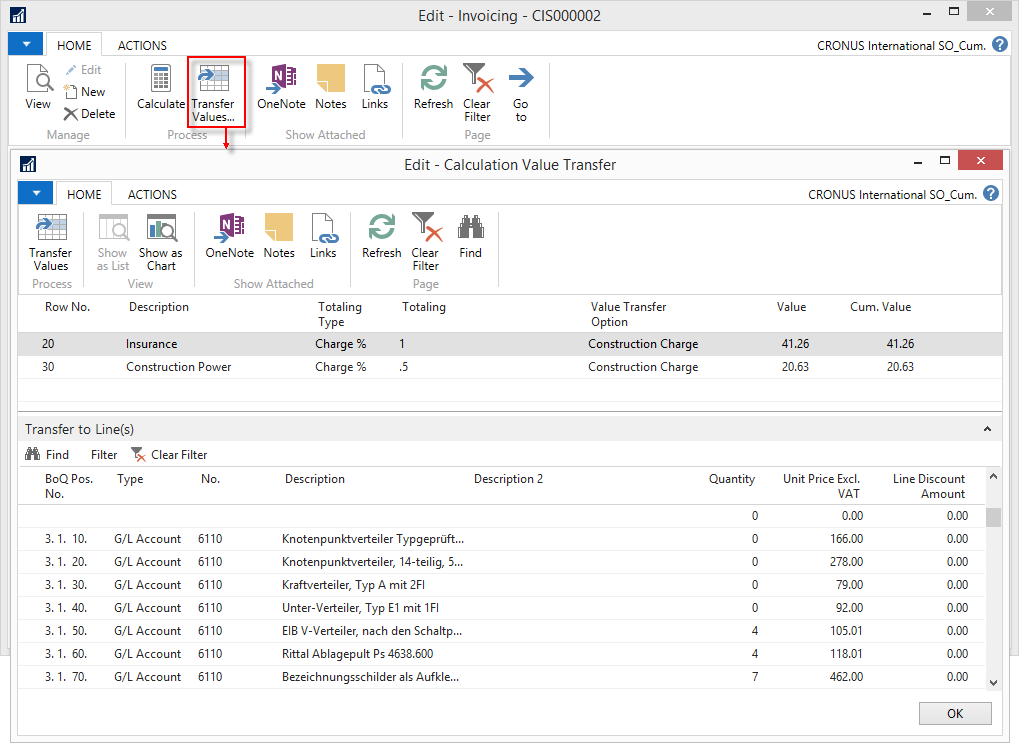 Edit - Invoicing - CIS000002
HOME ACTIONS CRONUS International SO_Cum. ?
View Edit New Delete
Manage
Calculate Transfer Values...
Process
OneNote Notes Links
Show Attached
Refresh Clear Filter Go to
Page
Edit - Calculation Value Transfer
HOME ACTIONS CRONUS International SO_Cum. ?
Transfer Values
Process
Show as List Show as Chart
View
OneNote Notes Links
Show Attached
Refresh Clear Filter Find
Page
Row No. Description Totaling Type Totaling Value Transfer Option Value Cum. Value
20 Insurance Charge % 1 Construction Charge 41.26 41.26
30 Construction Power Charge % .5 Construction Charge 20.63 20.63
Transfer to Line(s)
Find Filter Clear Filter
BoQ Pos. No. Type No. Description Description 2 Quantity Unit Price Excl. VAT Line Discount Amount
0 0.00 0.00
3. 1. 10. G/L Account 6110 Knotenpunktverteiler Typgeprüft... 0 166.00 0.00
3. 1. 20. G/L Account 6110 Knotenpunktverteiler, 14-teilig, 5... 0 278.00 0.00
3. 1. 30. G/L Account 6110 Kraftverteiler, Typ A mit 2FI 0 79.00 0.00
3. 1. 40. G/L Account 6110 Unter-Verteiler, Typ E1 mit 1FI 0 92.00 0.00
3. 1. 50. G/L Account 6110 EIB V-Verteiler, nach den Schaltp... 4 105.01 0.00
3. 1. 60. G/L Account 6110 Rittal Ablagepult Ps 4638.600 4 118.01 0.00
3. 1. 70. G/L Account 6110 Bezeichnungsschilder als Aufkle... 7 462.00 0.00
OK